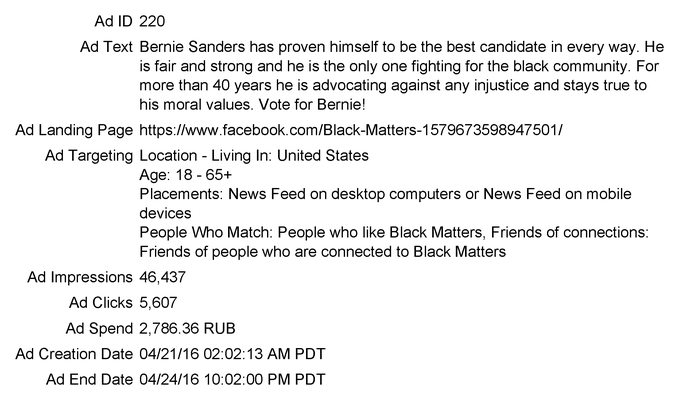 Ad ID 220
Ad Text Bernie Sanders has proven himself to be the best candidate in every way. He
is fair and strong and he is the only one fighting for the black community. For
more than 40 years he is advocating against any injustice and stays true to
his moral values. Vote for Bernie!
Ad Landing Page https://www.facebook.com/Black-Matters-1579673598947501/
Ad Targeting Location - Living In: United States
Age: 18 - 65+
Placements: News Feed on desktop computers or News Feed on mobile
devices
People Who Match: People who like Black Matters, Friends of connections:
Friends of people who are connected to Black Matters
Ad Impressions 46,437
Ad Clicks 5,607
Ad Spend 2,786.36 RUB
Ad Creation Date 04/21/16 02:02:13 AM PDT
Ad End Date 04/24/16 10:02:00 PM PDT